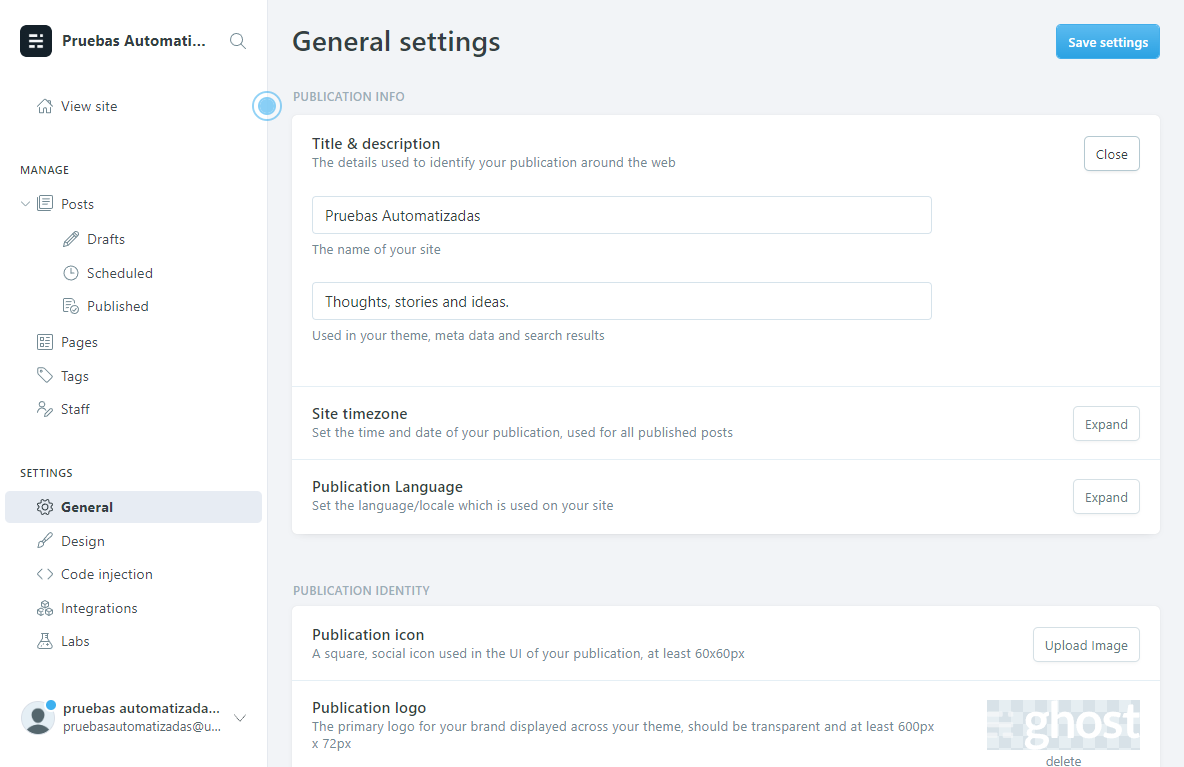 Pruebas Automati...
View site
MANAGE
Posts
Drafts
Scheduled
Published
Pages
Tags
Staff
SETTINGS
General
Design
Code injection
Integrations
Labs
pruebas automatizada...
pruebasautomatizadas@u...
General settings
Save settings
PUBLICATION INFO
Title & description
The details used to identify your publication around the web
Close
Pruebas Automatizadas
The name of your site
Thoughts, stories and ideas.
Used in your theme, meta data and search results
Site timezone
Set the time and date of your publication, used for all published posts
Expand
Publication Language
Set the language/locale which is used on your site
Expand
PUBLICATION IDENTITY
Publication icon
A square, social icon used in the UI of your publication, at least 60x60px
Upload Image
Publication logo
The primary logo for your brand displayed across your theme, should be transparent and at least 600px
x 72px
ghost
delete